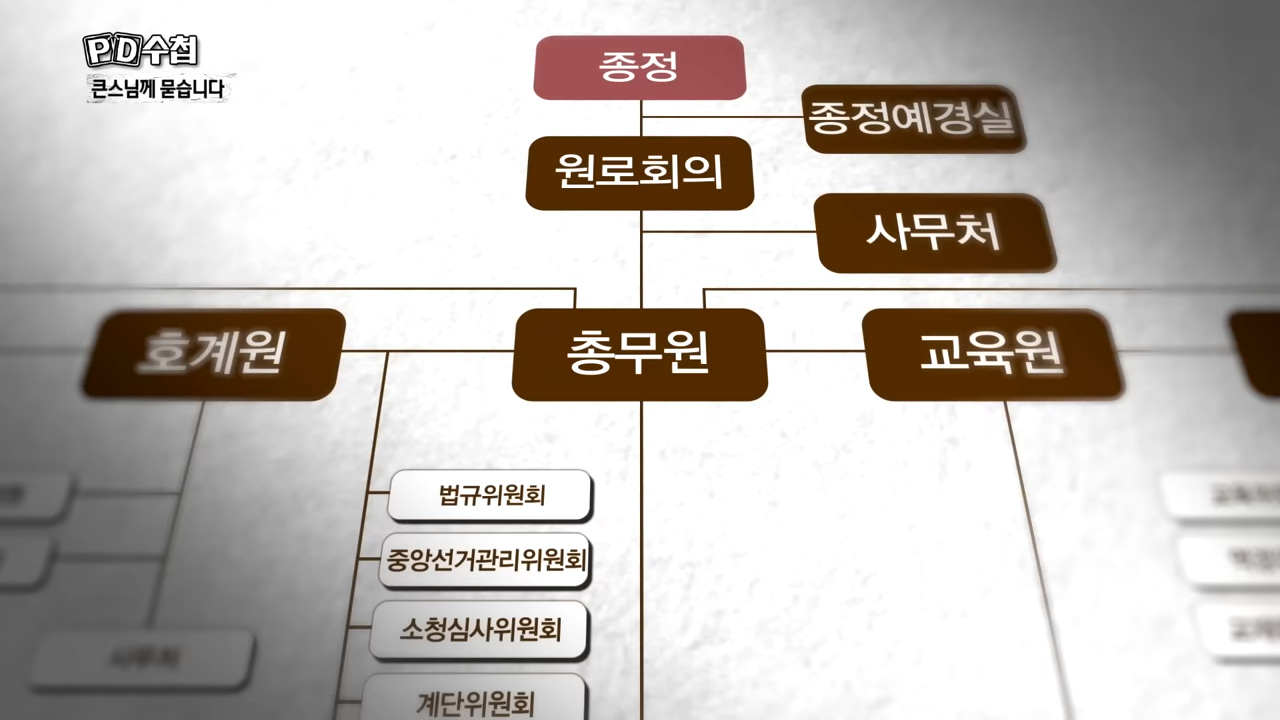 PD수첩
큰스님께 묻습니다
종정
종정예경실
원로회의
사무처
호계원
총무원
교육원
법규위원회
중앙선거관리위원회
소청심사위원회
계단위원회
사무처